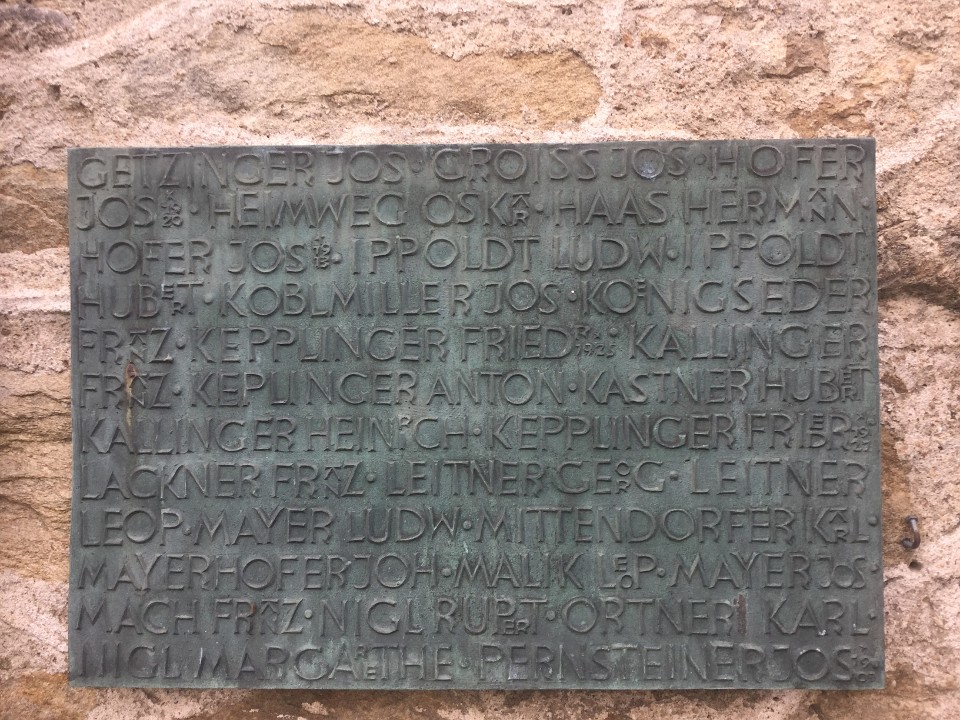 GETZINGER JOS · GROISS JOS · HOFER
JOS · 1920 · HEIMWEG OSKAR · HAAS HERMANN ·
HOFER JOS · IPPOLDT LUDW · IPPOLDT
HUBERT · KOBLMILLER JOS · KOENIGSEDER
FRANZ · KEPPLINGER FRIEDR. 1925 · KALLINGER
FRANZ · KEPLINGER ANTON · KASTNER HUBERT
KALLINGER HEINRICH · KEPPLINGER FRIED
LACKNER FRANZ · LEITNER GEORG · LEITNER
LEOP · MAYER LUDW · MITTENDORFER KARL ·
MAYERHOFER JOH · MALIK LEOP · MAYER JOS ·
MACH FRANZ · NIGL RUPERT · ORTNER KARL ·
NIGL MARGARETHE · PERNSTEINER JOS ·